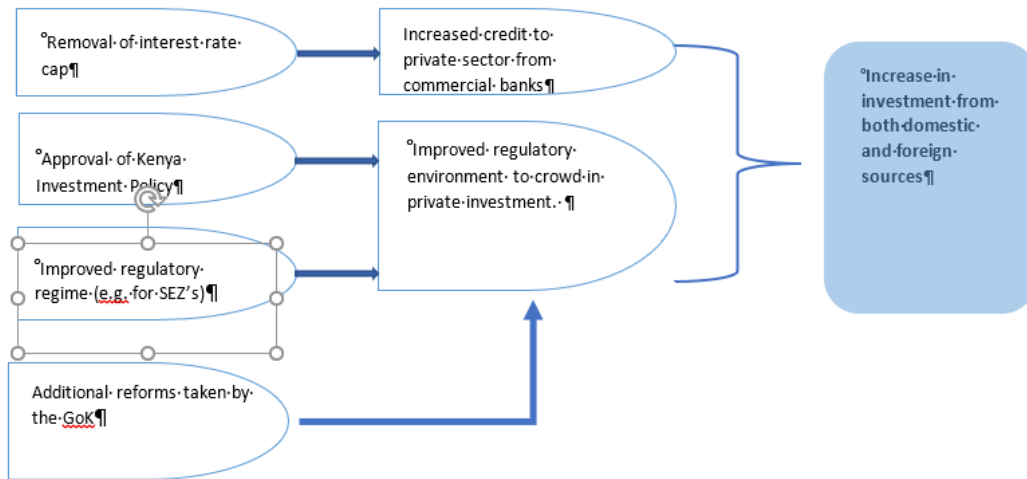 °Removal of interest rate
cap¶
Increased credit to
private sector from
commercial banks¶
°Increase in
investment from
both domestic
and foreign
sources¶
°Approval of Kenya
Investment Policy¶
°Improved regulatory
environment to crowd in
private investment. ¶
°Improved regulatory
regime (e.g. for SEZ's)¶
Additional reforms taken by
the GoK¶